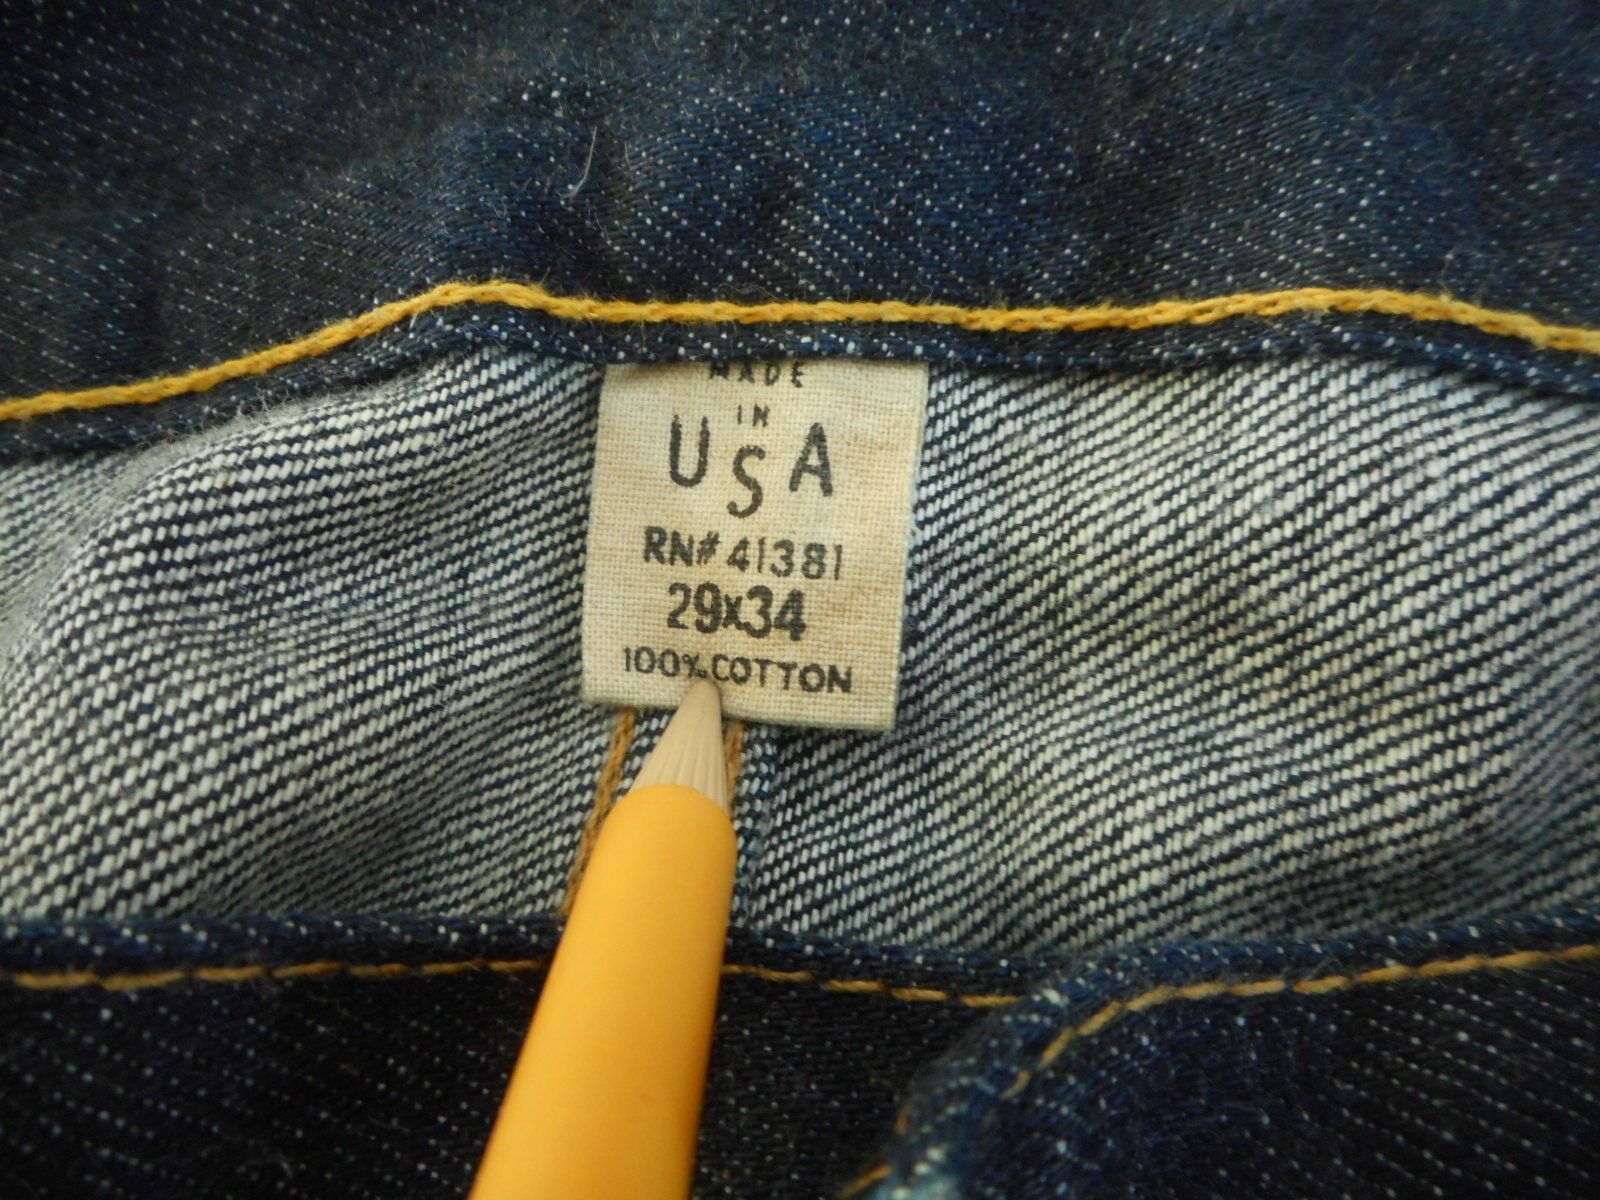 MADE
IN
USA
RN# 41381
29x34
100% COTTON